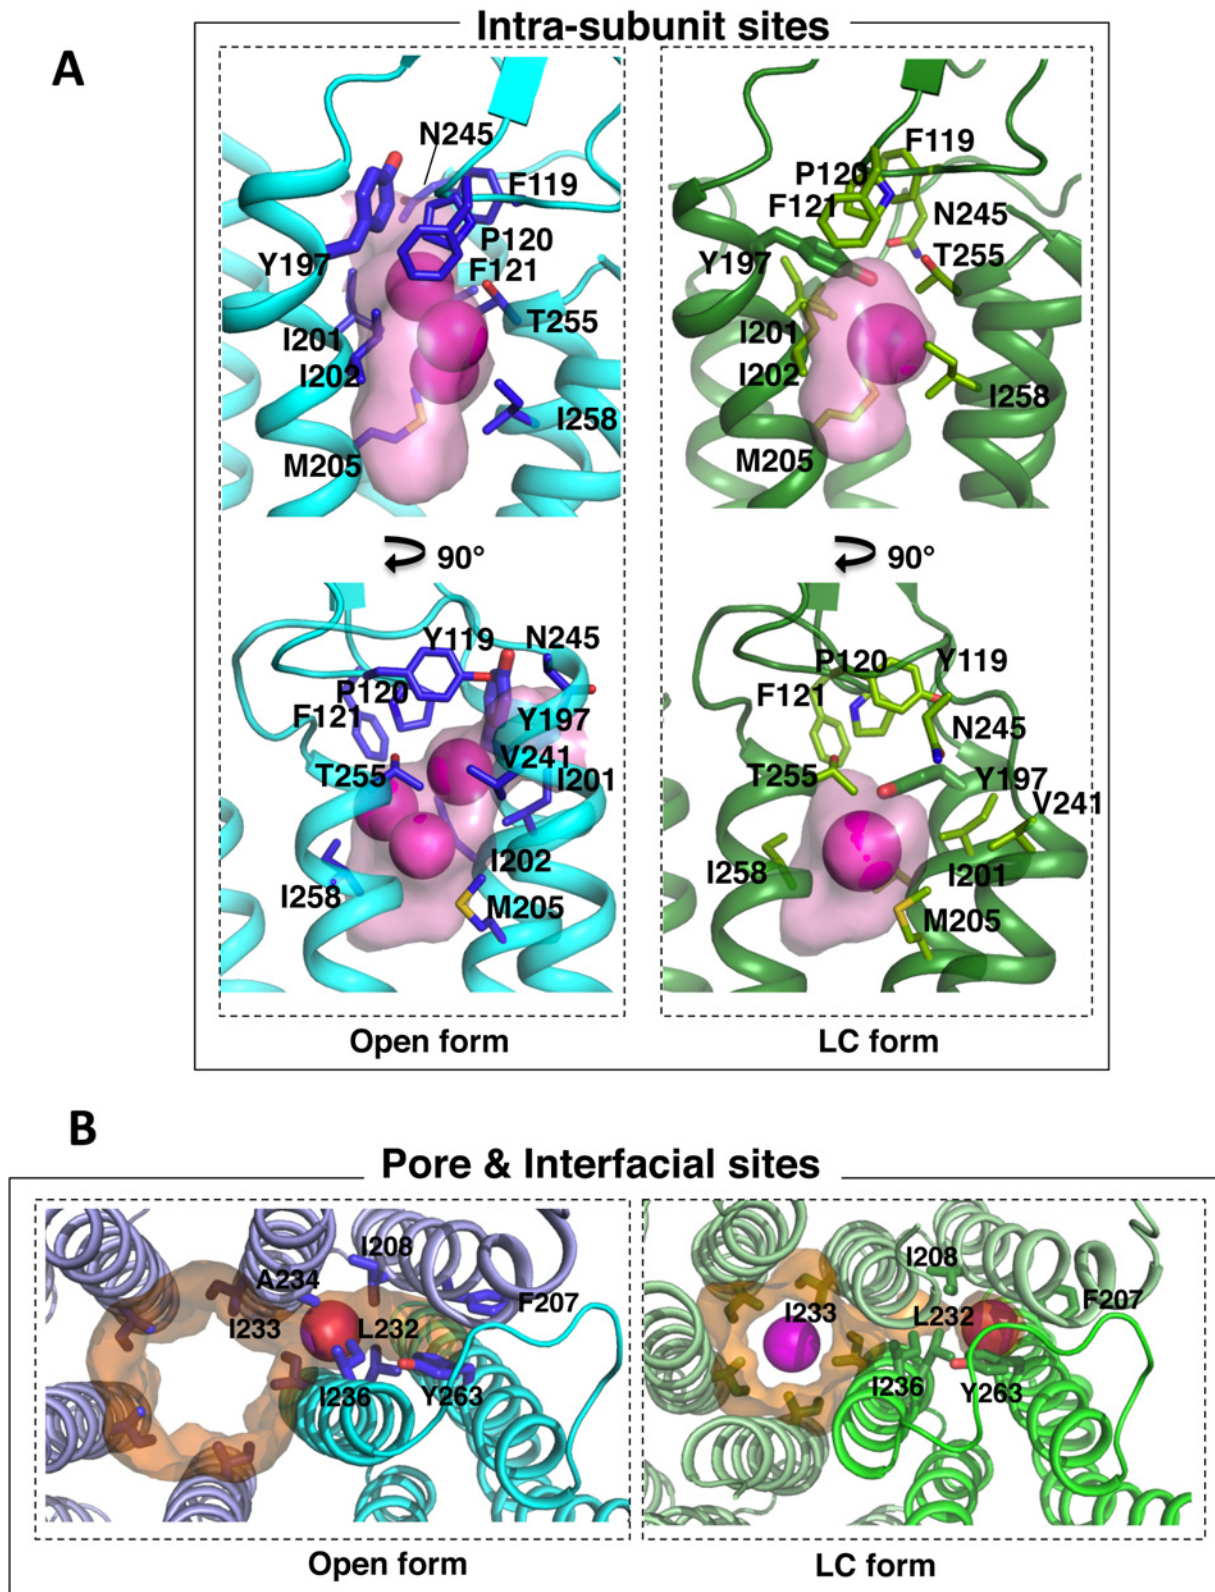 Intra-subunit sites
A
N245
F119
P120
Y197
F121
I201
T255
I202
I258
M205
F119
P120
F121
N245
Y197
T255
I201
I202
I258
M205
90°
90°
Y119
N245
P120
F121
Y197
V241
T255
I201
I202
I258
M205
P120
Y119
F121
N245
T255
Y197
V241
I258
I201
M205
Open form
LC form
B
Pore & Interfacial sites
I208
A234
F207
I233
L232
I236
Y263
I208
F207
I233
L232
I236
Y263
Open form
LC form